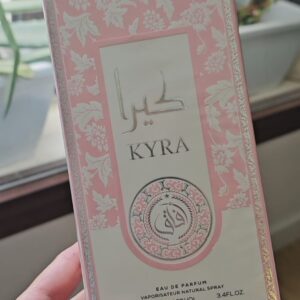 كيرا
KYRA
EAU DE PARFUM
VAPORISATEUR NATURAL SPRAY
3.4FL.OZ